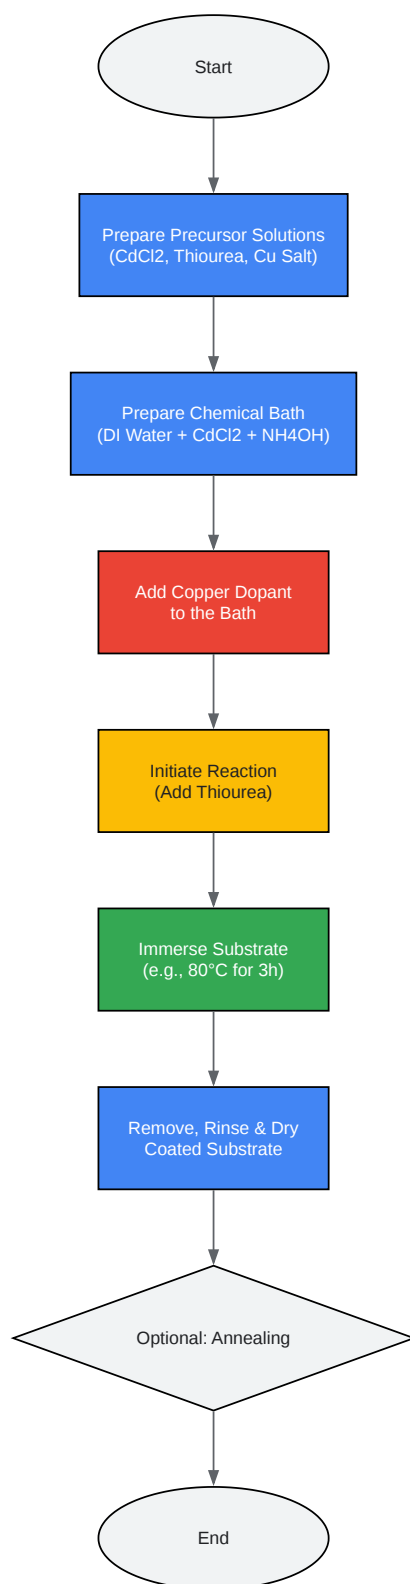 Start
Prepare Precursor Solutions
(CdCl2, Thiourea, Cu Salt)
Prepare Chemical Bath
(DI Water + CdCl2 + NH4OH)
Add Copper Dopant
to the Bath
Initiate Reaction
(Add Thiourea)
Immerse Substrate
(e.g., 80°C for 3h)
Remove, Rinse & Dry
Coated Substrate
Optional: Annealing
End